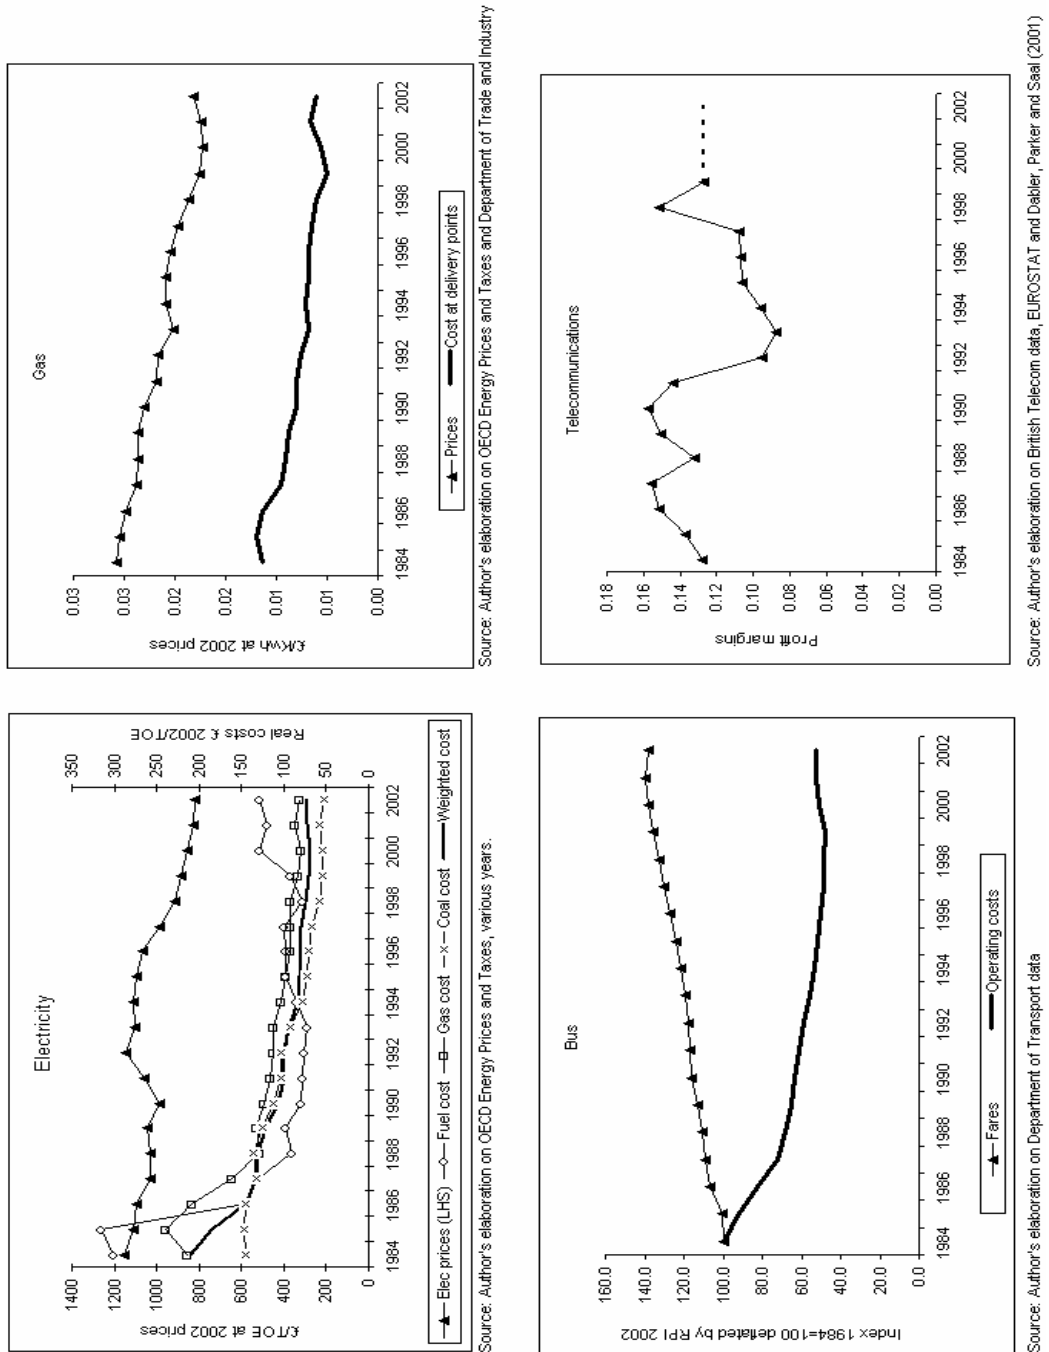 Electricity
£/TOE at 2002 prices
1400
1200
1000
800
600
400
200
0
Real costs £ 2002/TOE
350
300
250
200
150
100
50
0
1984 1986 1988 1990 1992 1994 1996 1998 2000 2002
Elec prices (LHS) Fuel cost Gas cost Coal cost Weighted cost
Source: Author's elaboration on OECD Energy Prices and Taxes, various years.
Gas
£/Kwh at 2002 prices
0.03
0.03
0.02
0.02
0.01
0.01
0.00
1984 1986 1988 1990 1992 1994 1996 1998 2000 2002
Prices Cost at delivery points
Source: Author's elaboration on OECD Energy Prices and Taxes and Department of Trade and Industry
Bus
Index 1984=100 deflated by RPI 2002
1600.0
1400.0
1200.0
1000.0
800.0
600.0
400.0
200.0
0.0
1984 1986 1988 1990 1992 1994 1996 1998 2000 2002
Fares Operating costs
Source: Author's elaboration on Department of Transport data
Telecommunications
Profit margins
0.18
0.16
0.14
0.12
0.10
0.08
0.06
0.04
0.02
0.00
1984 1986 1988 1990 1992 1994 1996 1998 2000 2002
Source: Author's elaboration on British Telecom data, EUROSTAT and Dabler, Parker and Saal (2001)